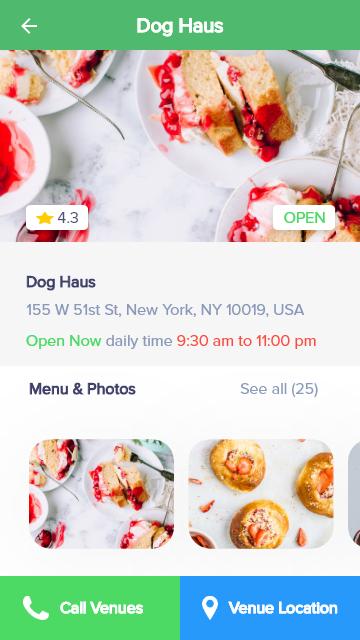 Dog Haus
4.3
OPEN
Dog Haus
155 W 51st St, New York, NY 10019, USA
Open Now daily time 9:30 am to 11:00 pm
Menu & Photos
See all (25)
Call Venues
Venue Location